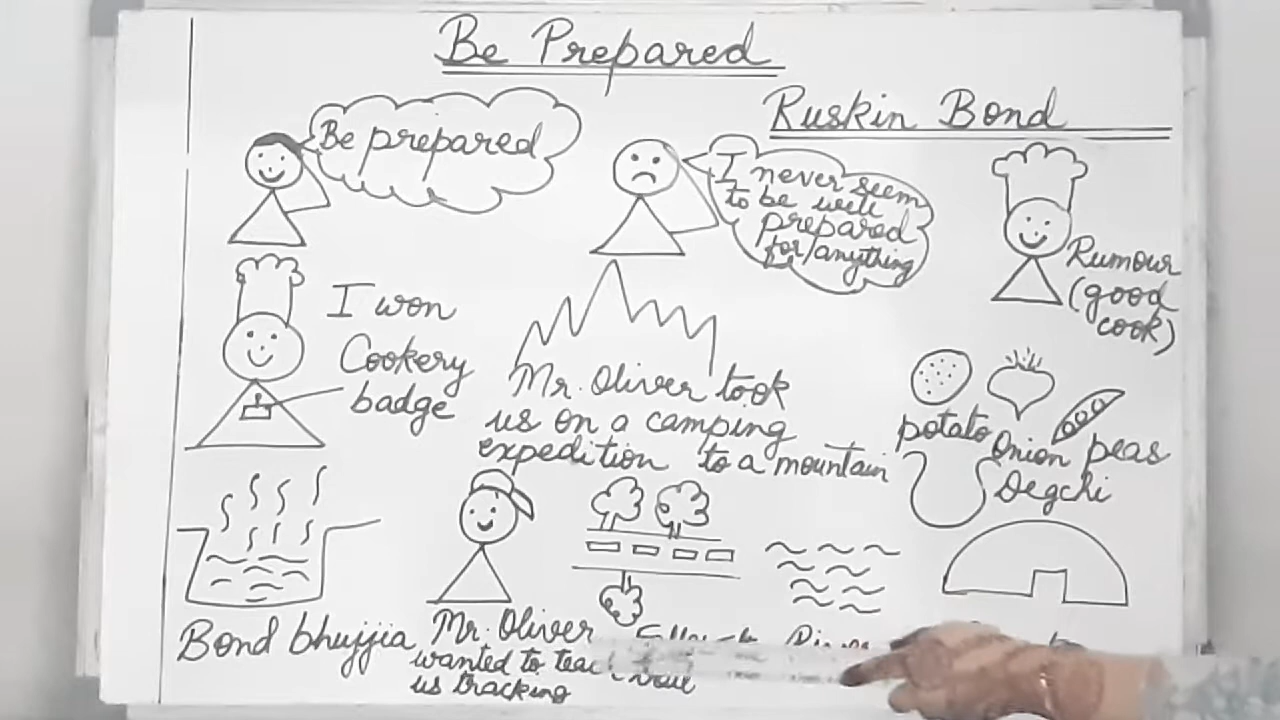 Be Prepared
Ruskin Bond
Be prepared
I never seem
to be well
prepared
for/anything
Rumour
(good
cook)
I won
Cookery
badge
Mr. Oliver took
us on a camping
expedition to a mountain
potato Onion peas
Degchi
Bond bhujjia
Mr. Oliver
wanted to
us tracking